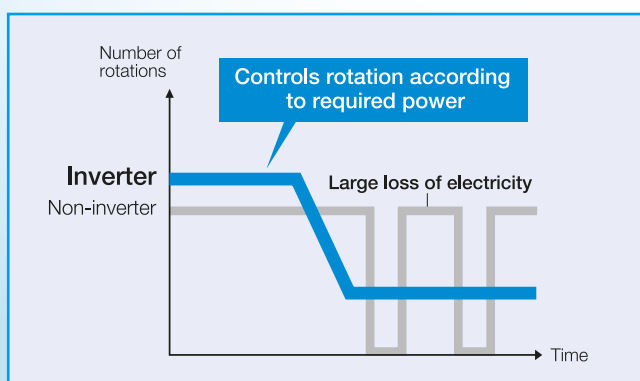 Number of
rotations
Controls rotation according
to required power
Inverter
Large loss of electricity
Non-inverter
Time